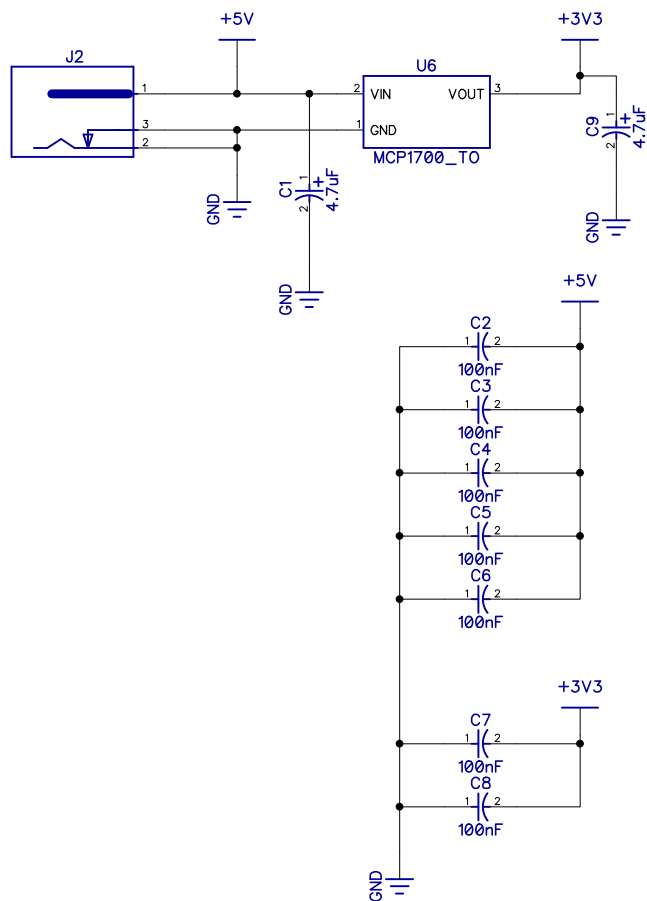 +5V
+3V3
J2
1
3
2
U6
2 VIN VOUT 3
1 GND
MCP1700_TO
C1
1
2
4.7uF
GND
GND
C9
1
2
4.7uF
GND
+5V
C2
1 2
100nF
C3
1 2
100nF
C4
1 2
100nF
C5
1 2
100nF
C6
1 2
100nF
+3V3
C7
1 2
100nF
C8
1 2
100nF
GND